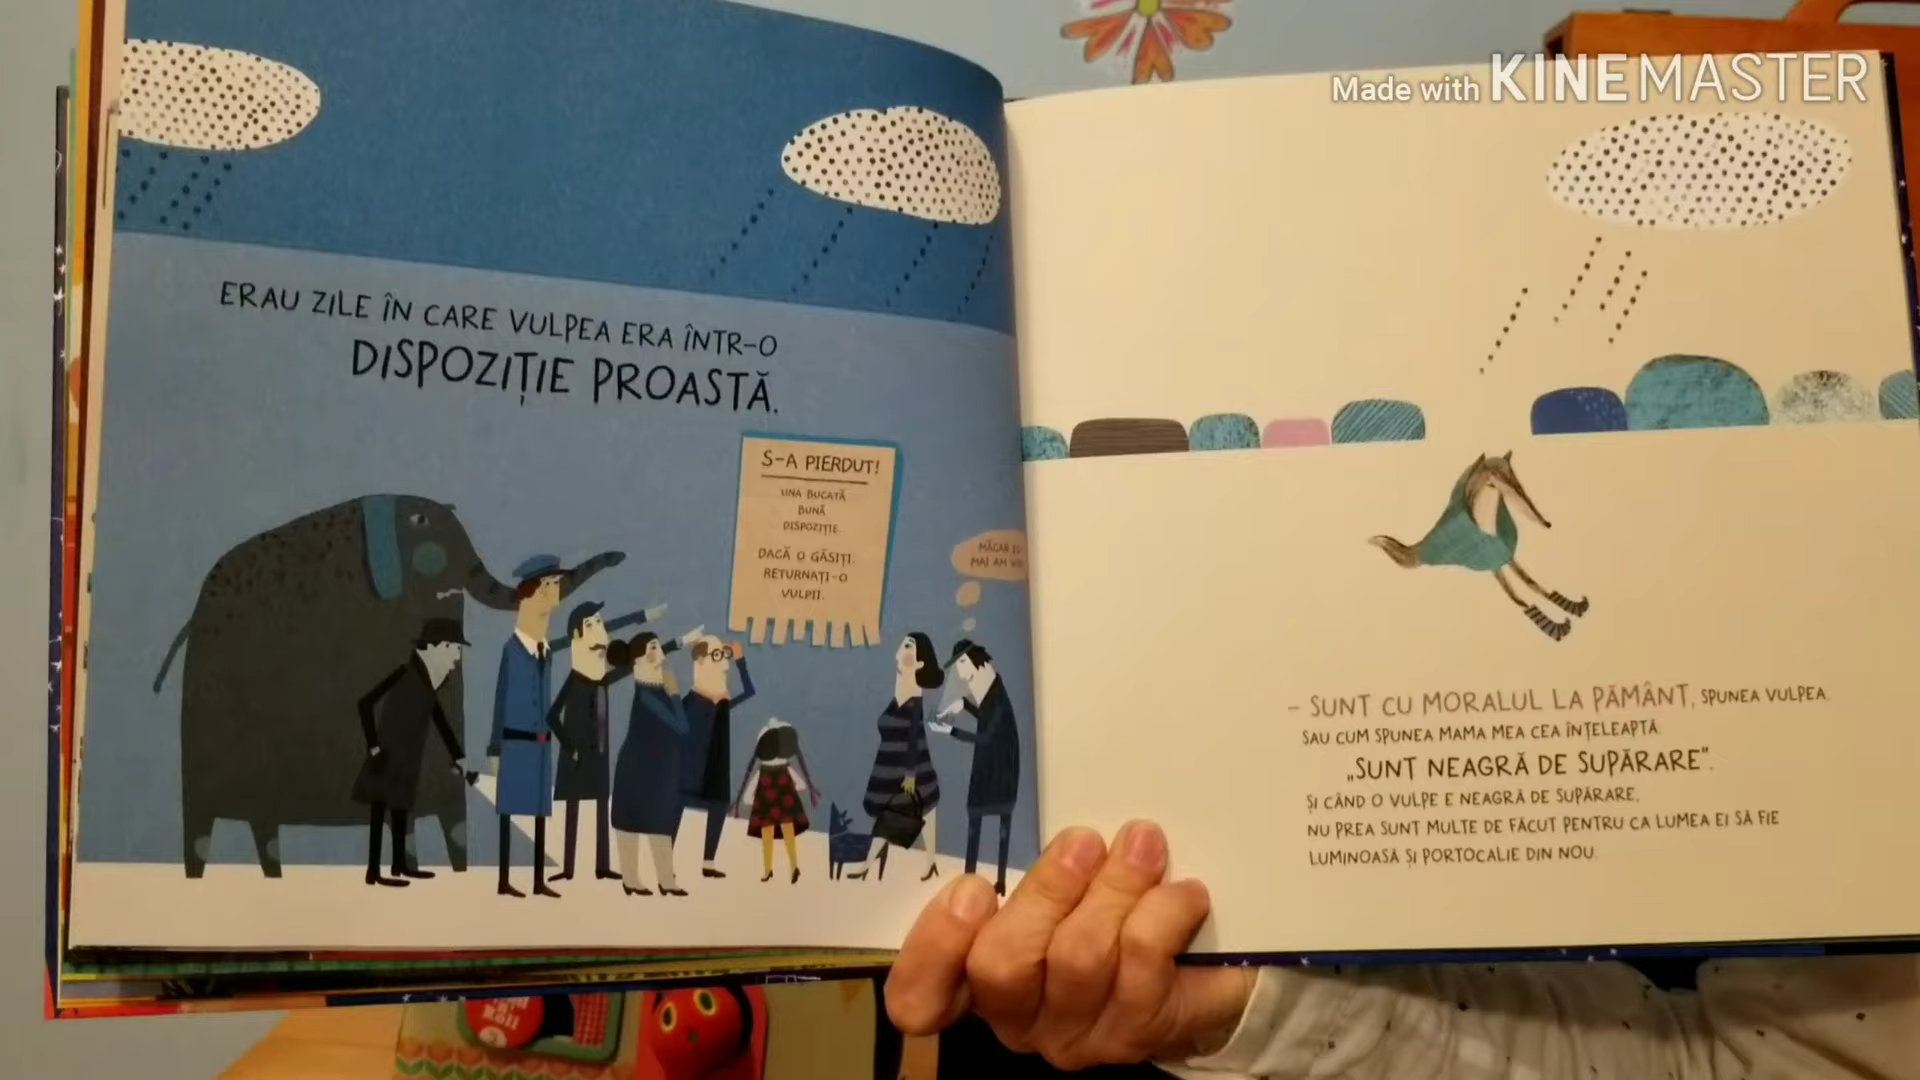 Made with KINEMASTER
ERAU ZILE ÎN CARE VULPEA ERA ÎNTR-O
DISPOZIȚIE PROASTĂ.
S-A PIERDUT!
UNA BUCATĂ
BUNĂ
DISPOZIȚIE.
DACĂ O GĂSIȚI,
RETURNAȚI-O
VULPII.
MĂCAR
MAI AM
- SUNT CU MORALUL LA PĂMÂNT, SPUNEA VULPEA.
SAU CUM SPUNEA MAMA MEA CEA ÎNȚELEAPTĂ
„SUNT NEAGRĂ DE SUPĂRARE”.
ȘI CÂND O VULPE E NEAGRĂ DE SUPĂRARE,
NU PREA SUNT MULTE DE FĂCUT PENTRU CA LUMEA EI SĂ FIE
LUMINOASĂ ȘI PORTOCALIE DIN NOU.